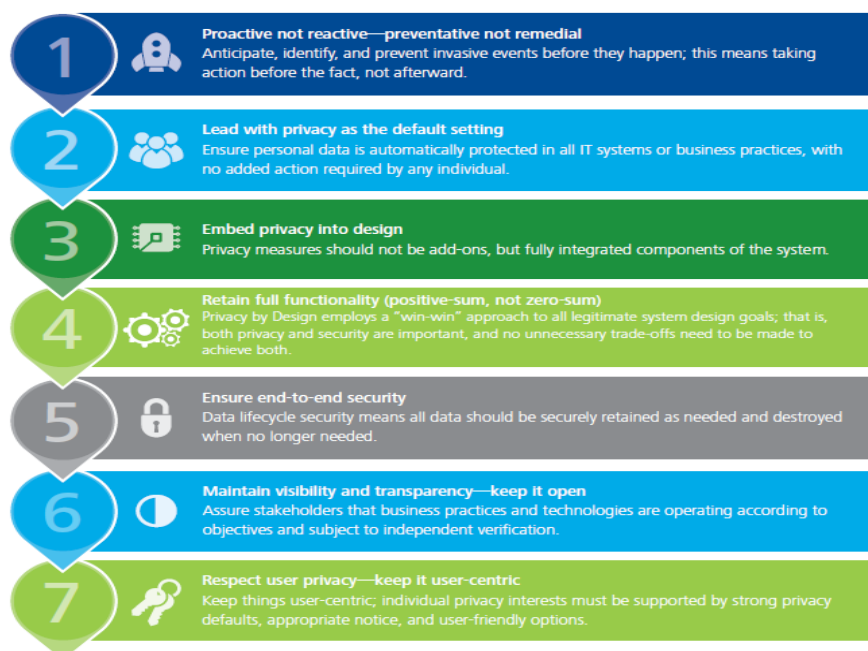 1
Proactive not reactive—preventative not remedial
Anticipate, identify, and prevent invasive events before they happen; this means taking
action before the fact, not afterward.
2
Lead with privacy as the default setting
Ensure personal data is automatically protected in all IT systems or business practices, with
no added action required by any individual.
3
Embed privacy into design
Privacy measures should not be add-ons, but fully integrated components of the system.
4
Retain full functionality (positive-sum, not zero-sum)
Privacy by Design employs a “win-win” approach to all legitimate system design goals; that is,
both privacy and security are important, and no unnecessary trade-offs need to be made to
achieve both.
5
Ensure end-to-end security
Data lifecycle security means all data should be securely retained as needed and destroyed
when no longer needed.
6
Maintain visibility and transparency—keep it open
Assure stakeholders that business practices and technologies are operating according to
objectives and subject to independent verification.
7
Respect user privacy—keep it user-centric
Keep things user-centric; individual privacy interests must be supported by strong privacy
defaults, appropriate notice, and user-friendly options.